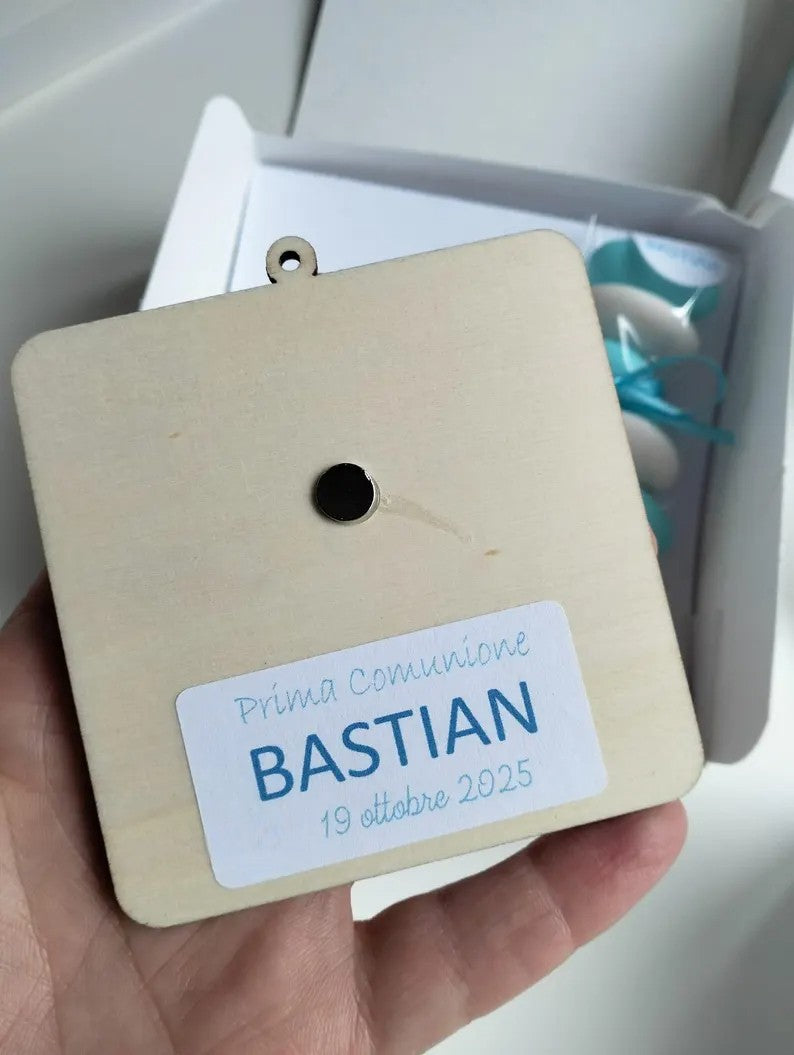 Prima Comunione
BASTIAN
19 ottobre 2025